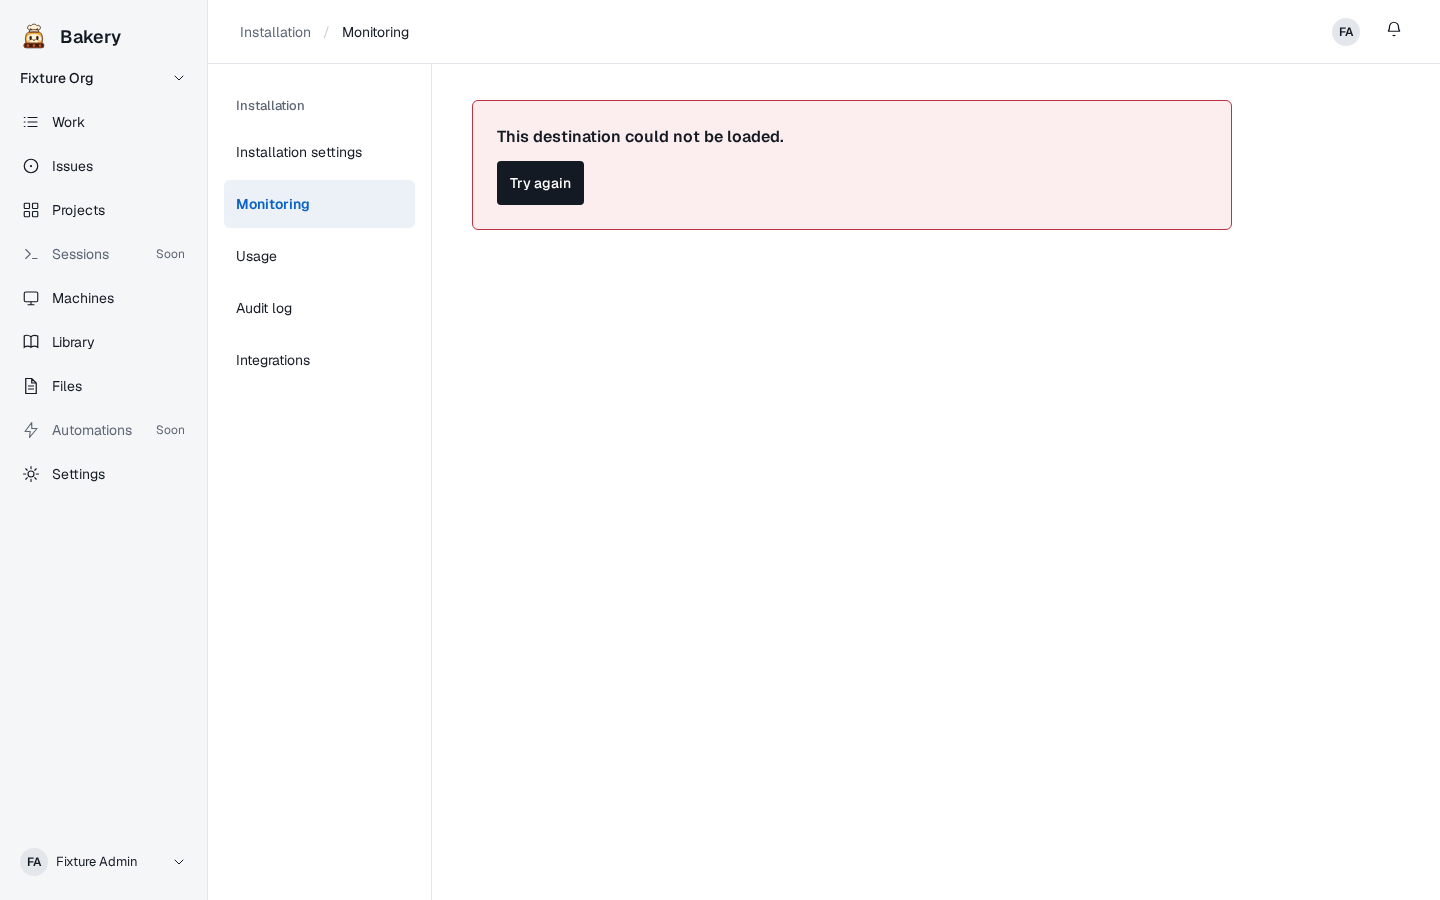 Bakery
Fixture Org
Work
Issues
Projects
Sessions Soon
Machines
Library
Files
Automations Soon
Settings
FA Fixture Admin
Installation / Monitoring
FA
Installation
Installation settings
Monitoring
Usage
Audit log
Integrations
This destination could not be loaded.
Try again